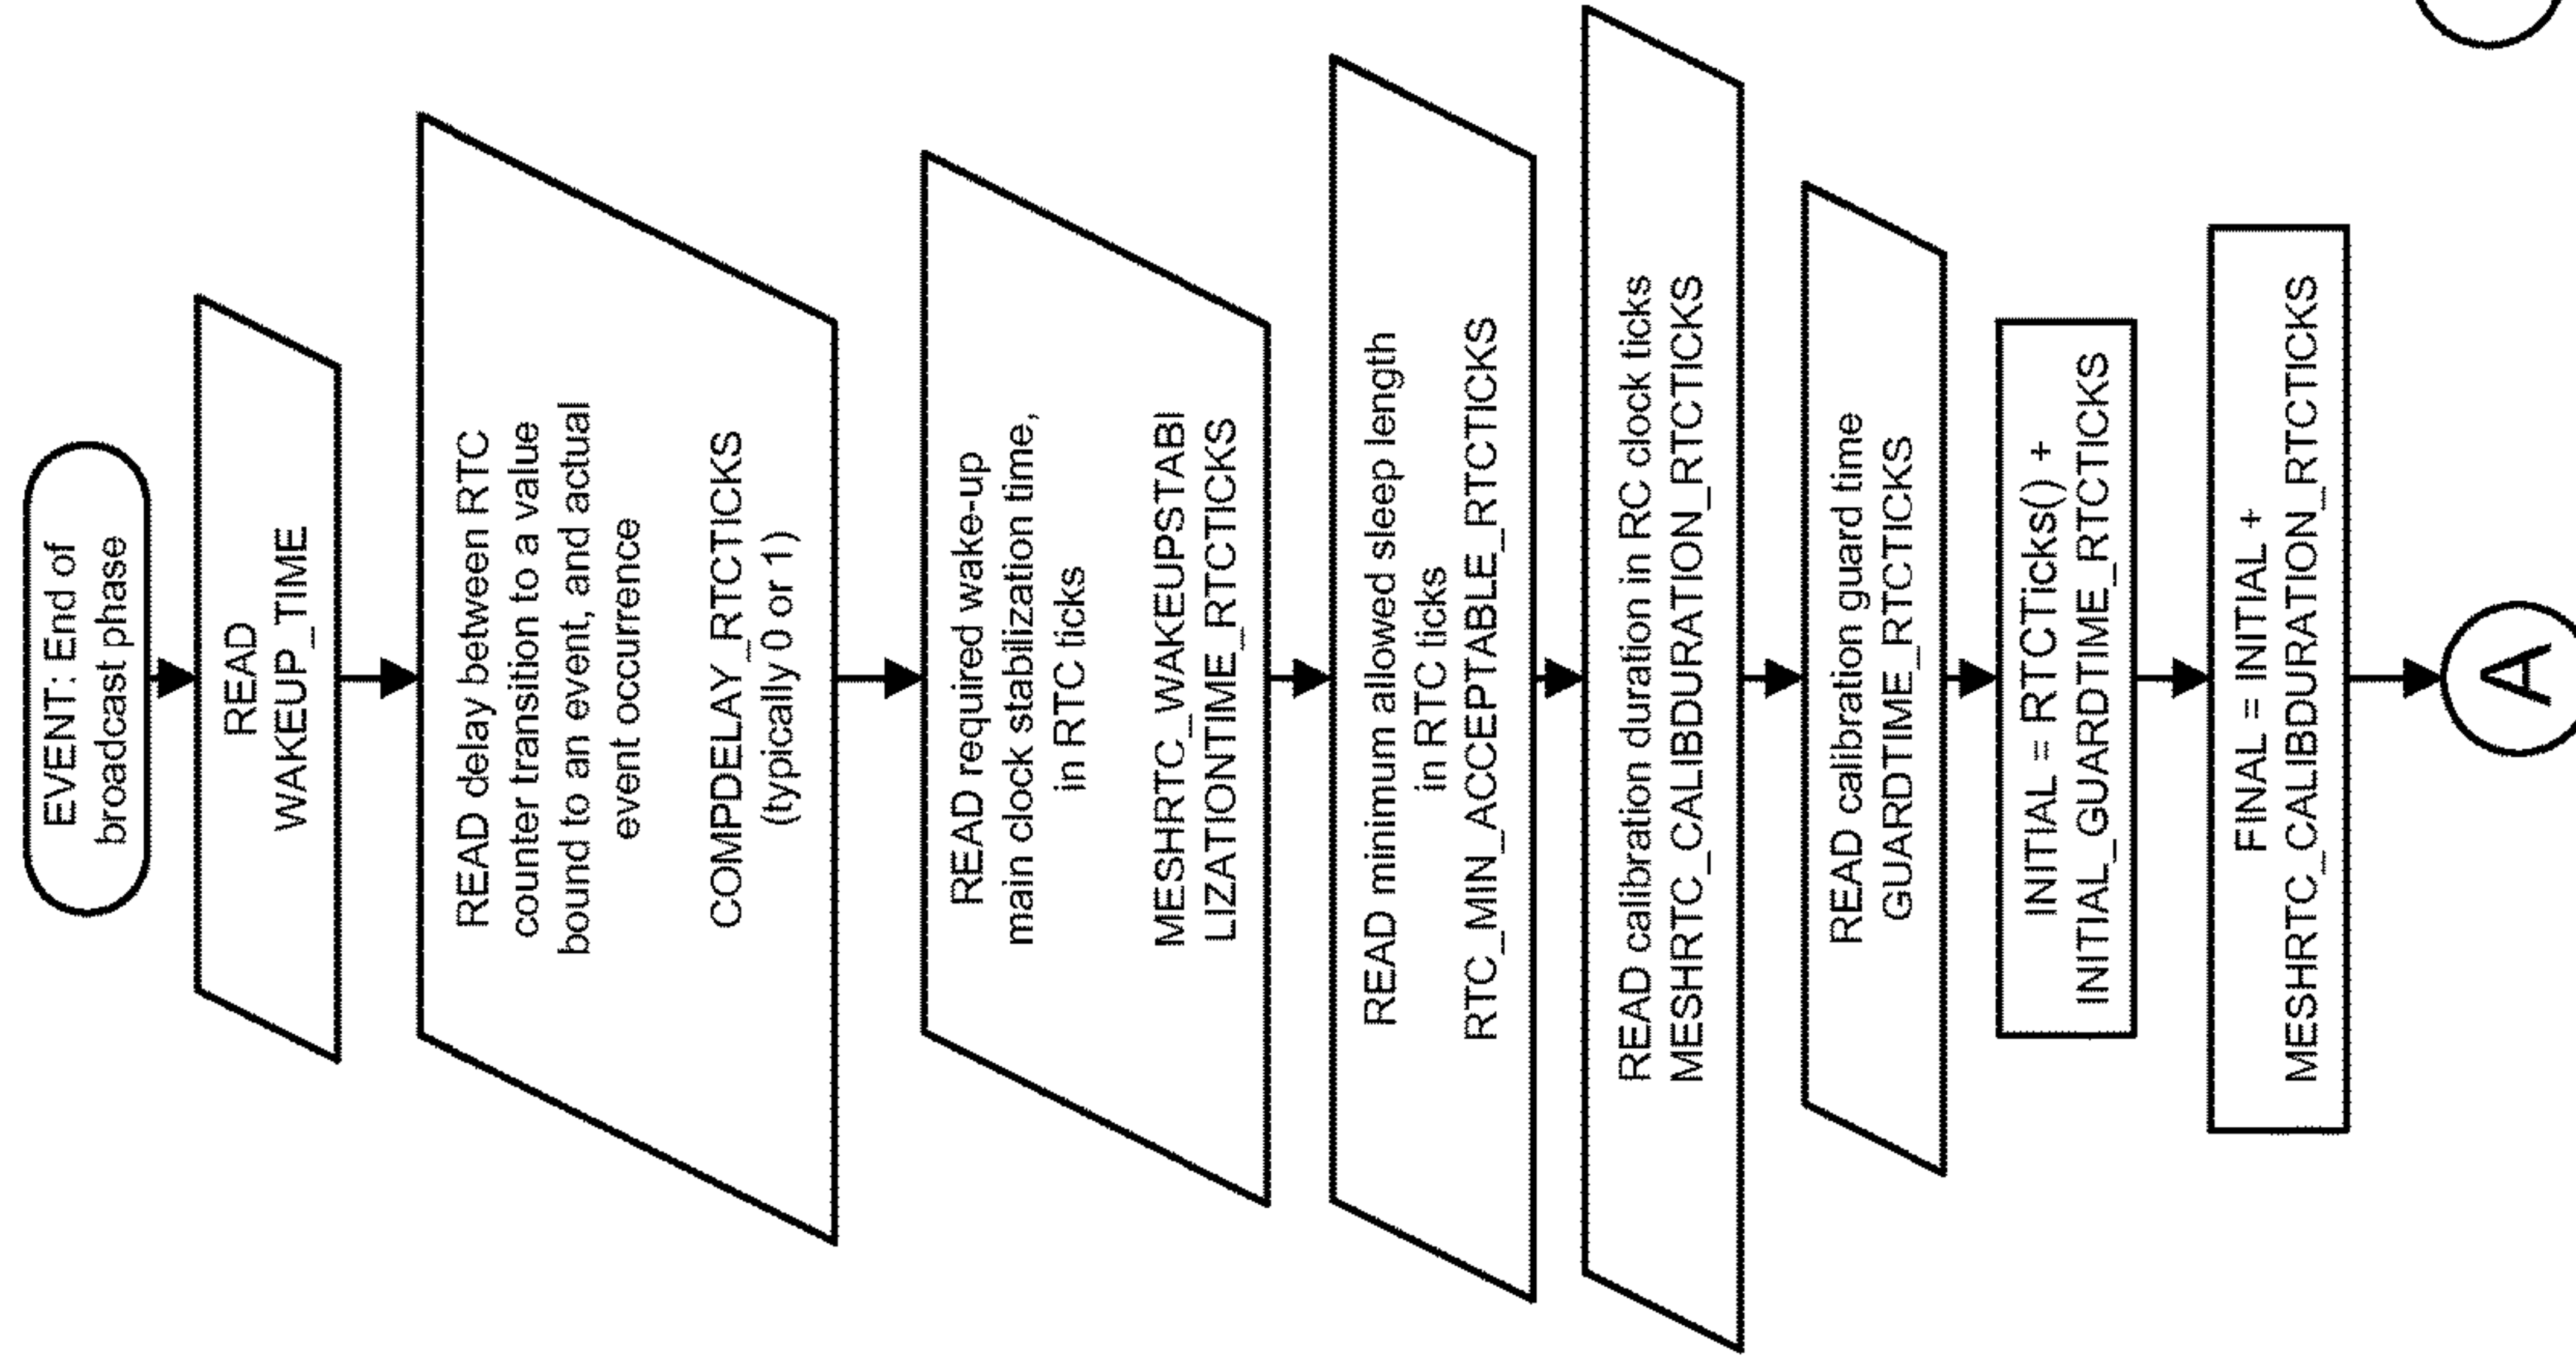 EVENT: End of
broadcast phase
READ
WAKEUP_TIME
READ delay between RTC
counter transition to a value
bound to an event, and actual
event occurrence
COMPDELAY_RTCTICKS
(typically 0 or 1)
READ required wake-up
main clock stabilization time,
in RTC ticks
MESHRTC_WAKEUPSTABI
LIZATIONTIME_RTCTICKS
READ minimum allowed sleep length
in RTC ticks
RTC_MIN_ACCEPTABLE_RTCTICKS
READ calibration duration in RC clock ticks
MESHRTC_CALIBDURATION_RTCTICKS
READ calibration guard time
GUARDTIME_RTCTICKS
INITIAL = RTCTicks() +
INITIAL_GUARDTIME_RTCTICKS
FINAL = INITIAL +
MESHRTC_CALIBDURATION_RTCTICKS
A